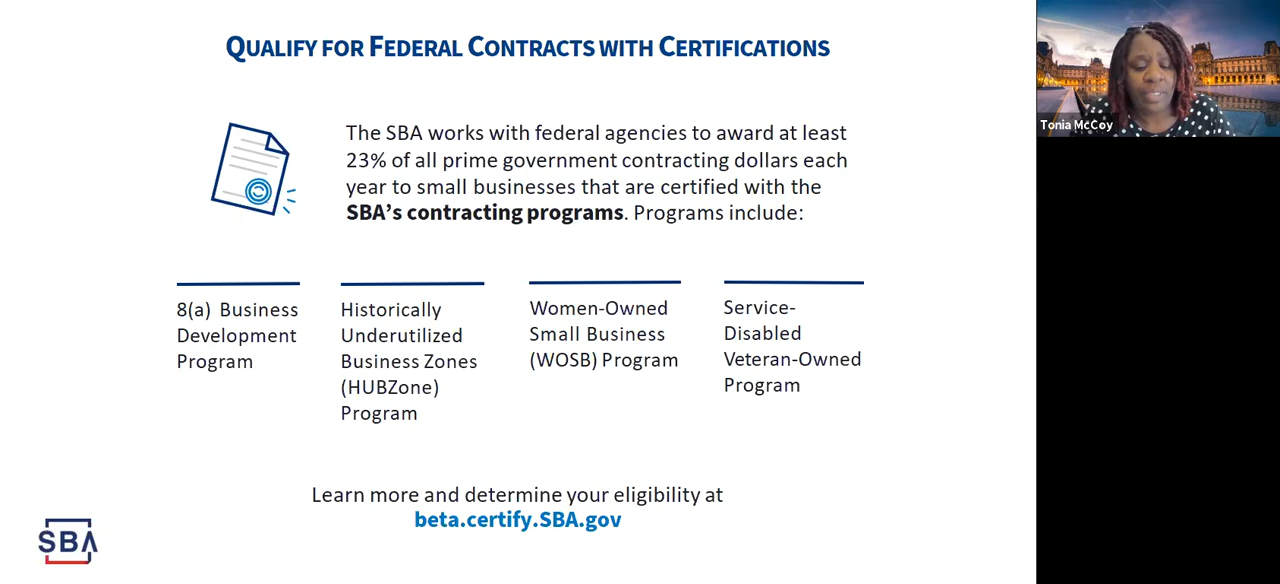 QUALIFY FOR FEDERAL CONTRACTS WITH CERTIFICATIONS
Tonia McCoy
The SBA works with federal agencies to award at least
23% of all prime government contracting dollars each
year to small businesses that are certified with the
SBA's contracting programs. Programs include:
8(a) Business
Development
Program
Historically
Underutilized
Business Zones
(HUBZone)
Program
Women-Owned
Small Business
(WOSB) Program
Service-
Disabled
Veteran-Owned
Program
Learn more and determine your eligibility at
beta.certify.SBA.gov
SBA